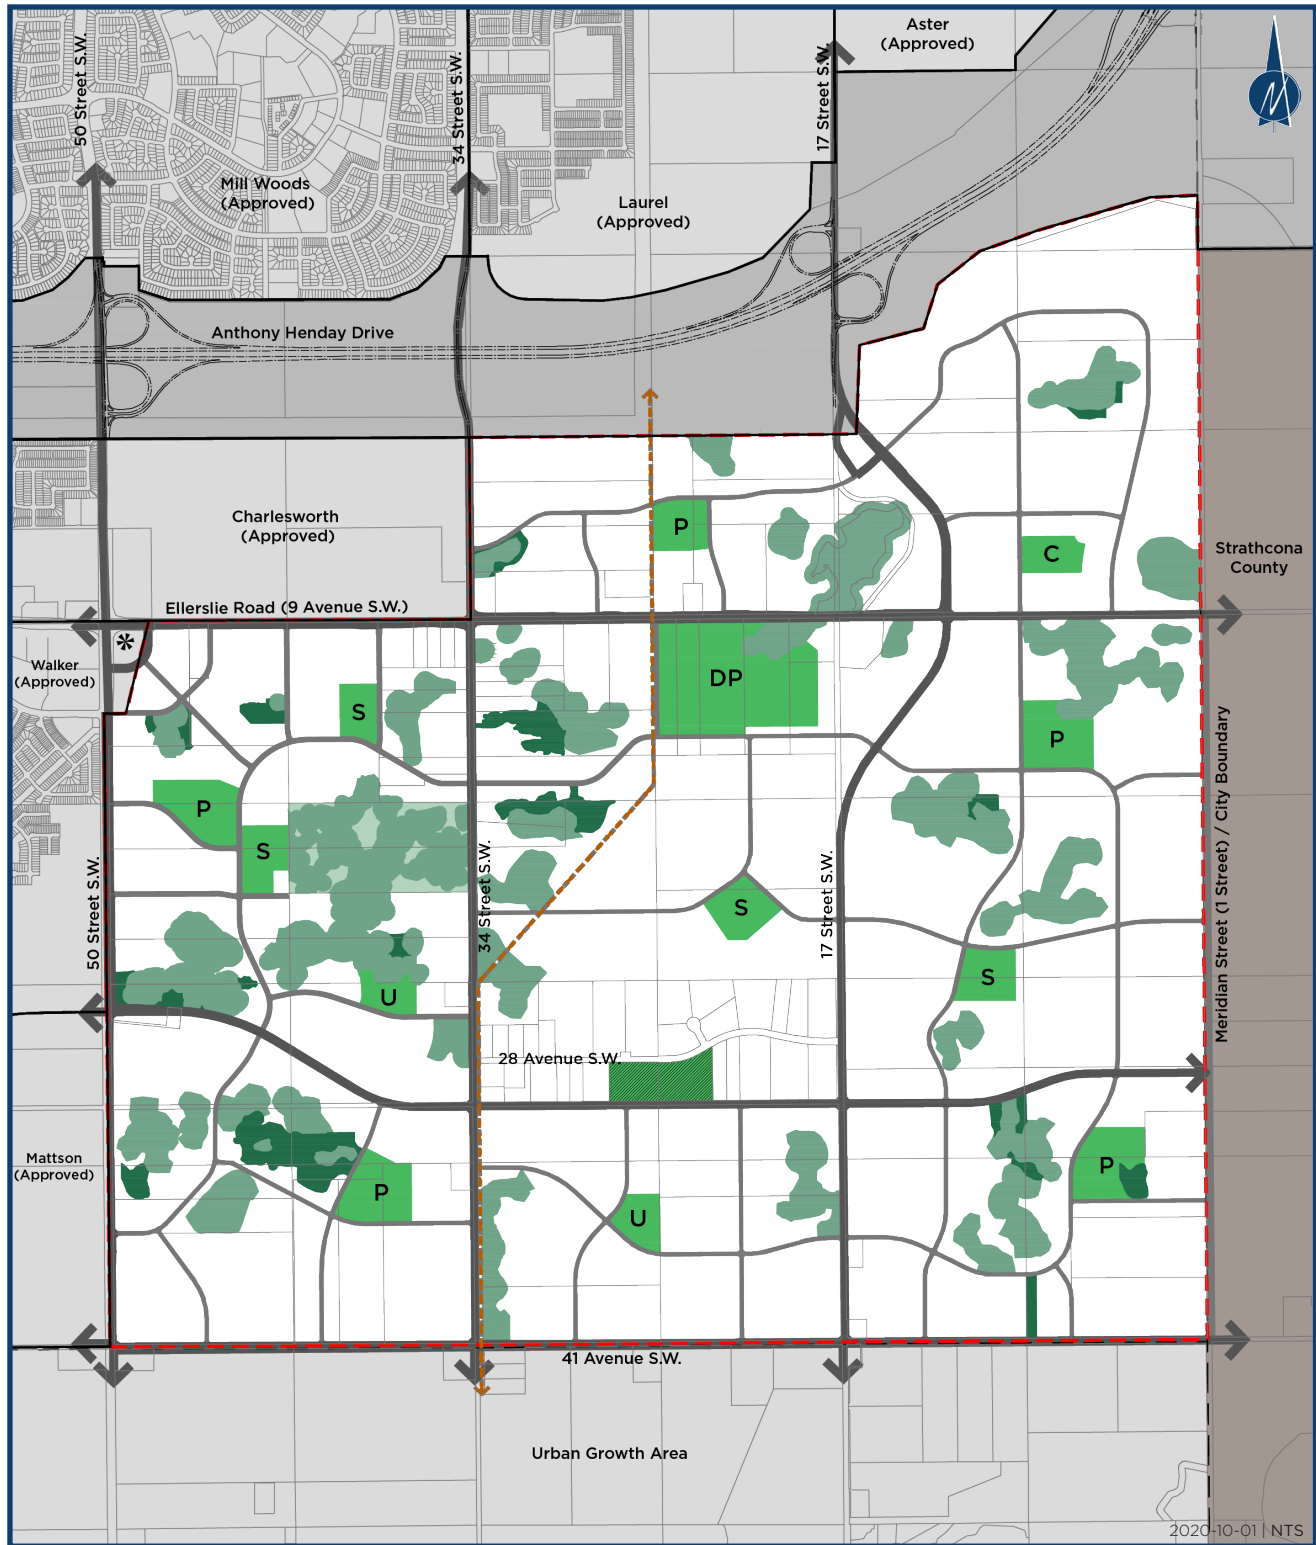 Aster
(Approved)
50 Street S.W.
34 Street S.W.
17 Street S.W.
N
Mill Woods
(Approved)
Laurel
(Approved)
Anthony Henday Drive
Charlesworth
(Approved)
P
C
Strathcona
County
Ellerslie Road (9 Avenue S.W.)
*
Walker
(Approved)
DP
S
P
P
S
S
50 Street S.W.
34 Street S.W.
17 Street S.W.
Meridian Street (1 Street) / City Boundary
S
U
28 Avenue S.W.
Mattson
(Approved)
P
P
U
41 Avenue S.W.
Urban Growth Area
2020-10-01 | NTS